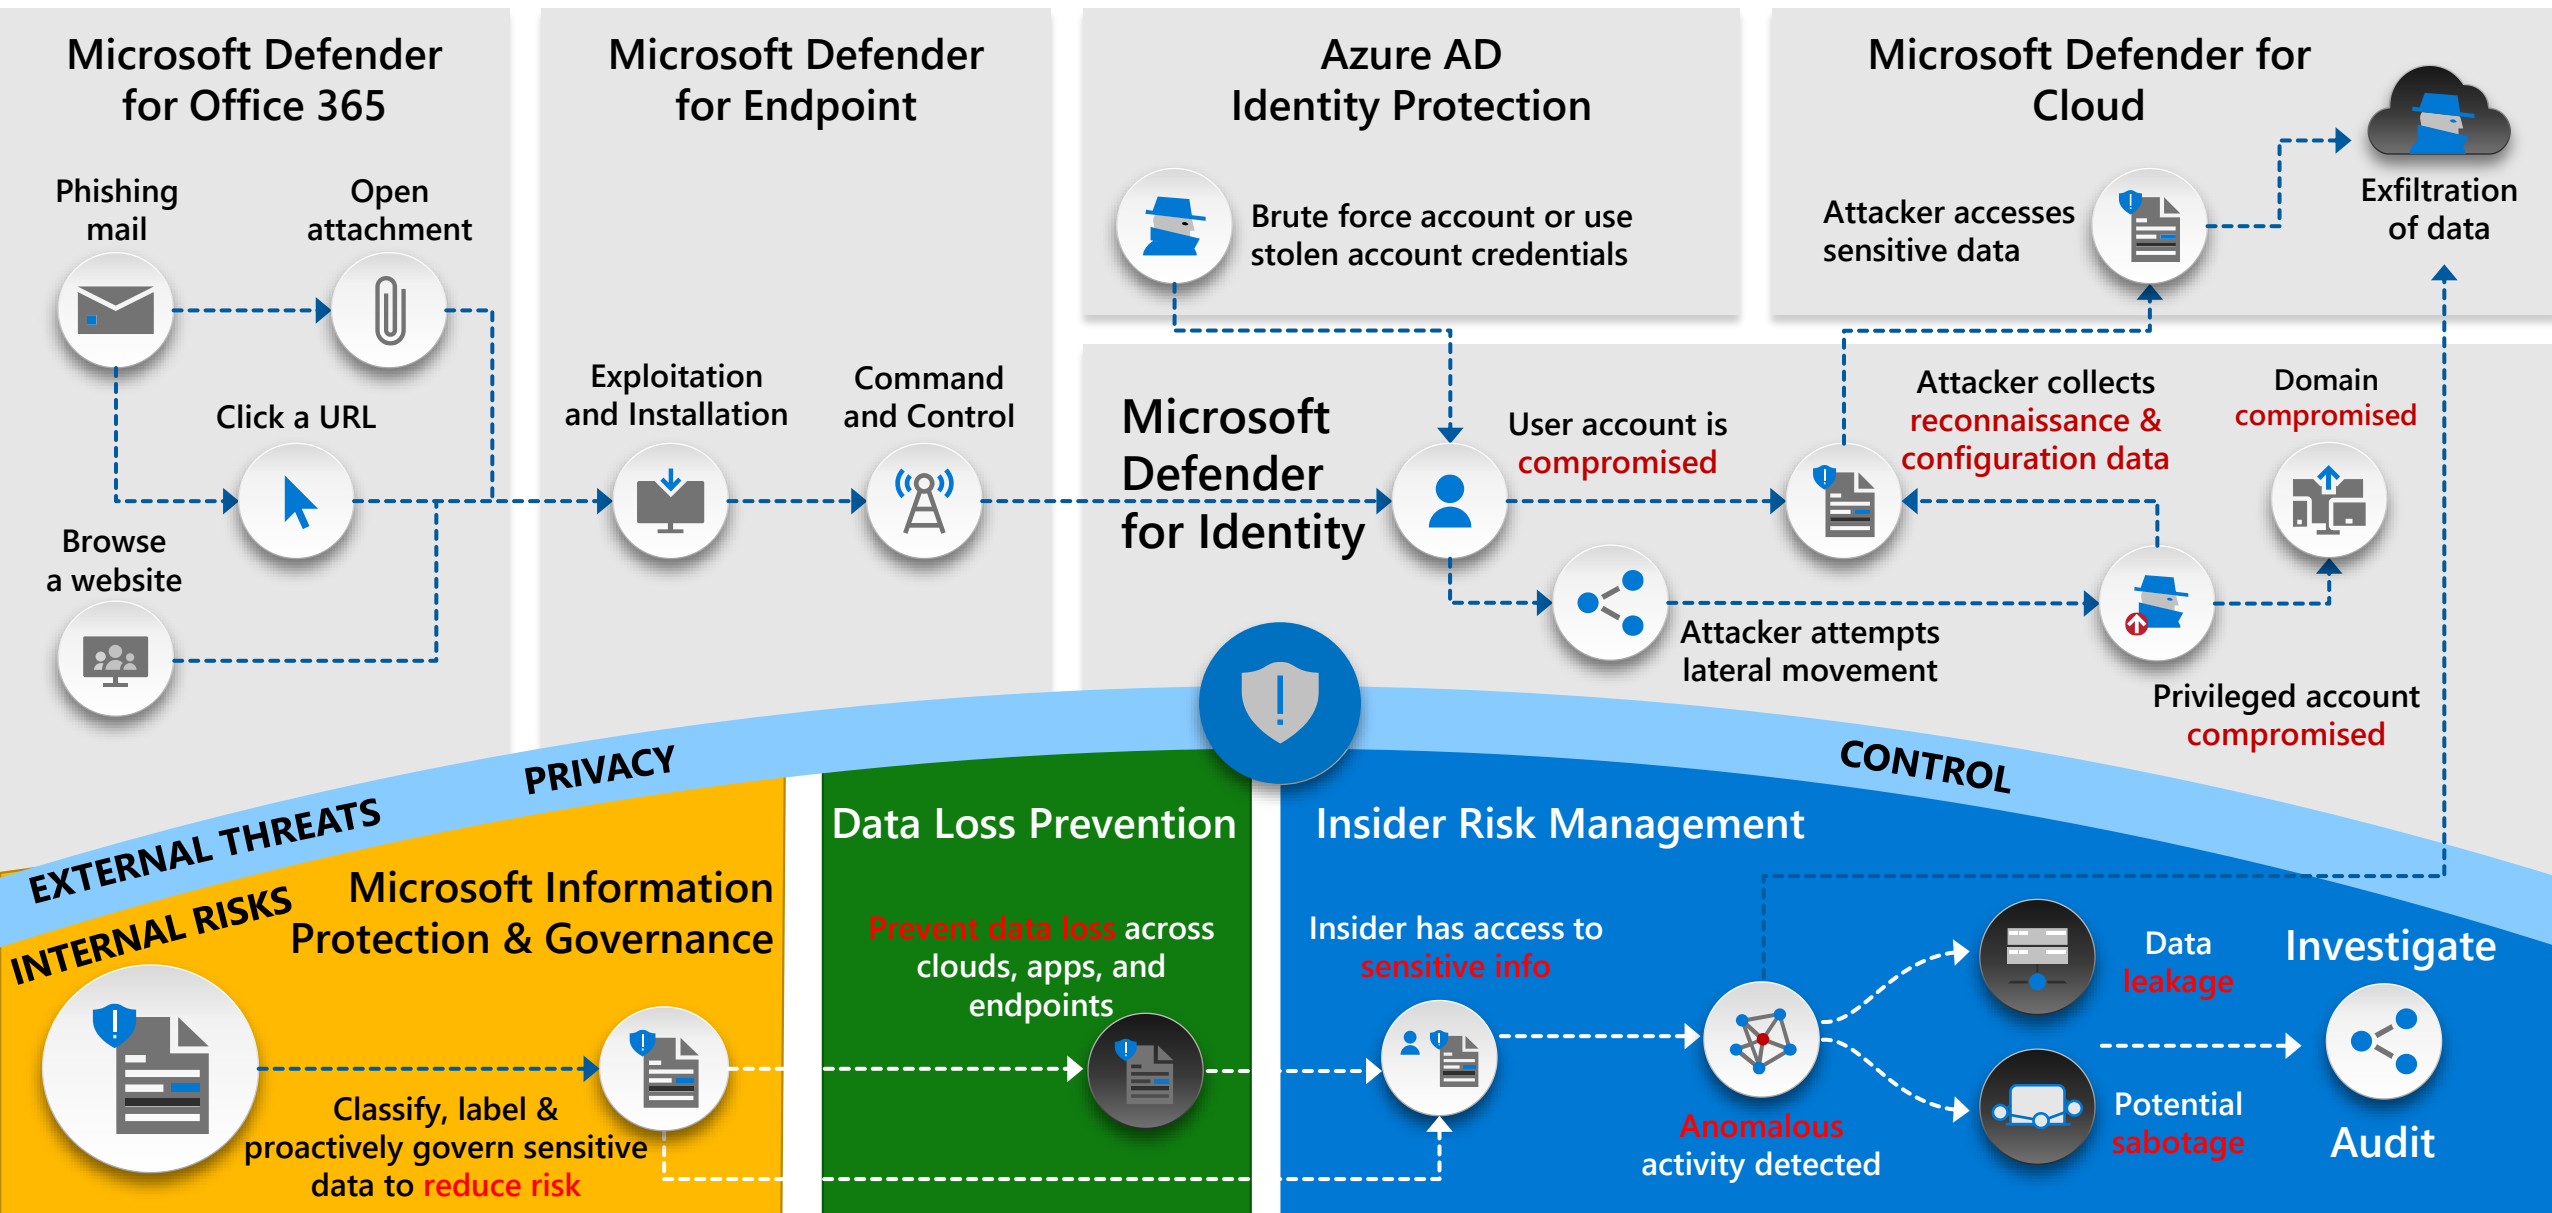 Microsoft Defender
for Office 365
Phishing
mail
Open
attachment
Click a URL
Browse
a website
Microsoft Defender
for Endpoint
Exploitation
and Installation
Command
and Control
Azure AD
Identity Protection
Brute force account or use
stolen account credentials
Microsoft Defender for
Cloud
Attacker accesses
sensitive data
Exfiltration
of data
Microsoft
Defender
for Identity
User account is
compromised
Attacker collects
reconnaissance &
configuration data
Domain
compromised
Attacker attempts
lateral movement
Privileged account
compromised
EXTERNAL THREATS
PRIVACY
CONTROL
INTERNAL RISKS
Microsoft Information
Protection & Governance
Classify, label &
proactively govern sensitive
data to reduce risk
Data Loss Prevention
Prevent data loss across
clouds, apps, and
endpoints
Insider Risk Management
Insider has access to
sensitive info
Anomalous
activity detected
Data
leakage
Potential
sabotage
Investigate
Audit